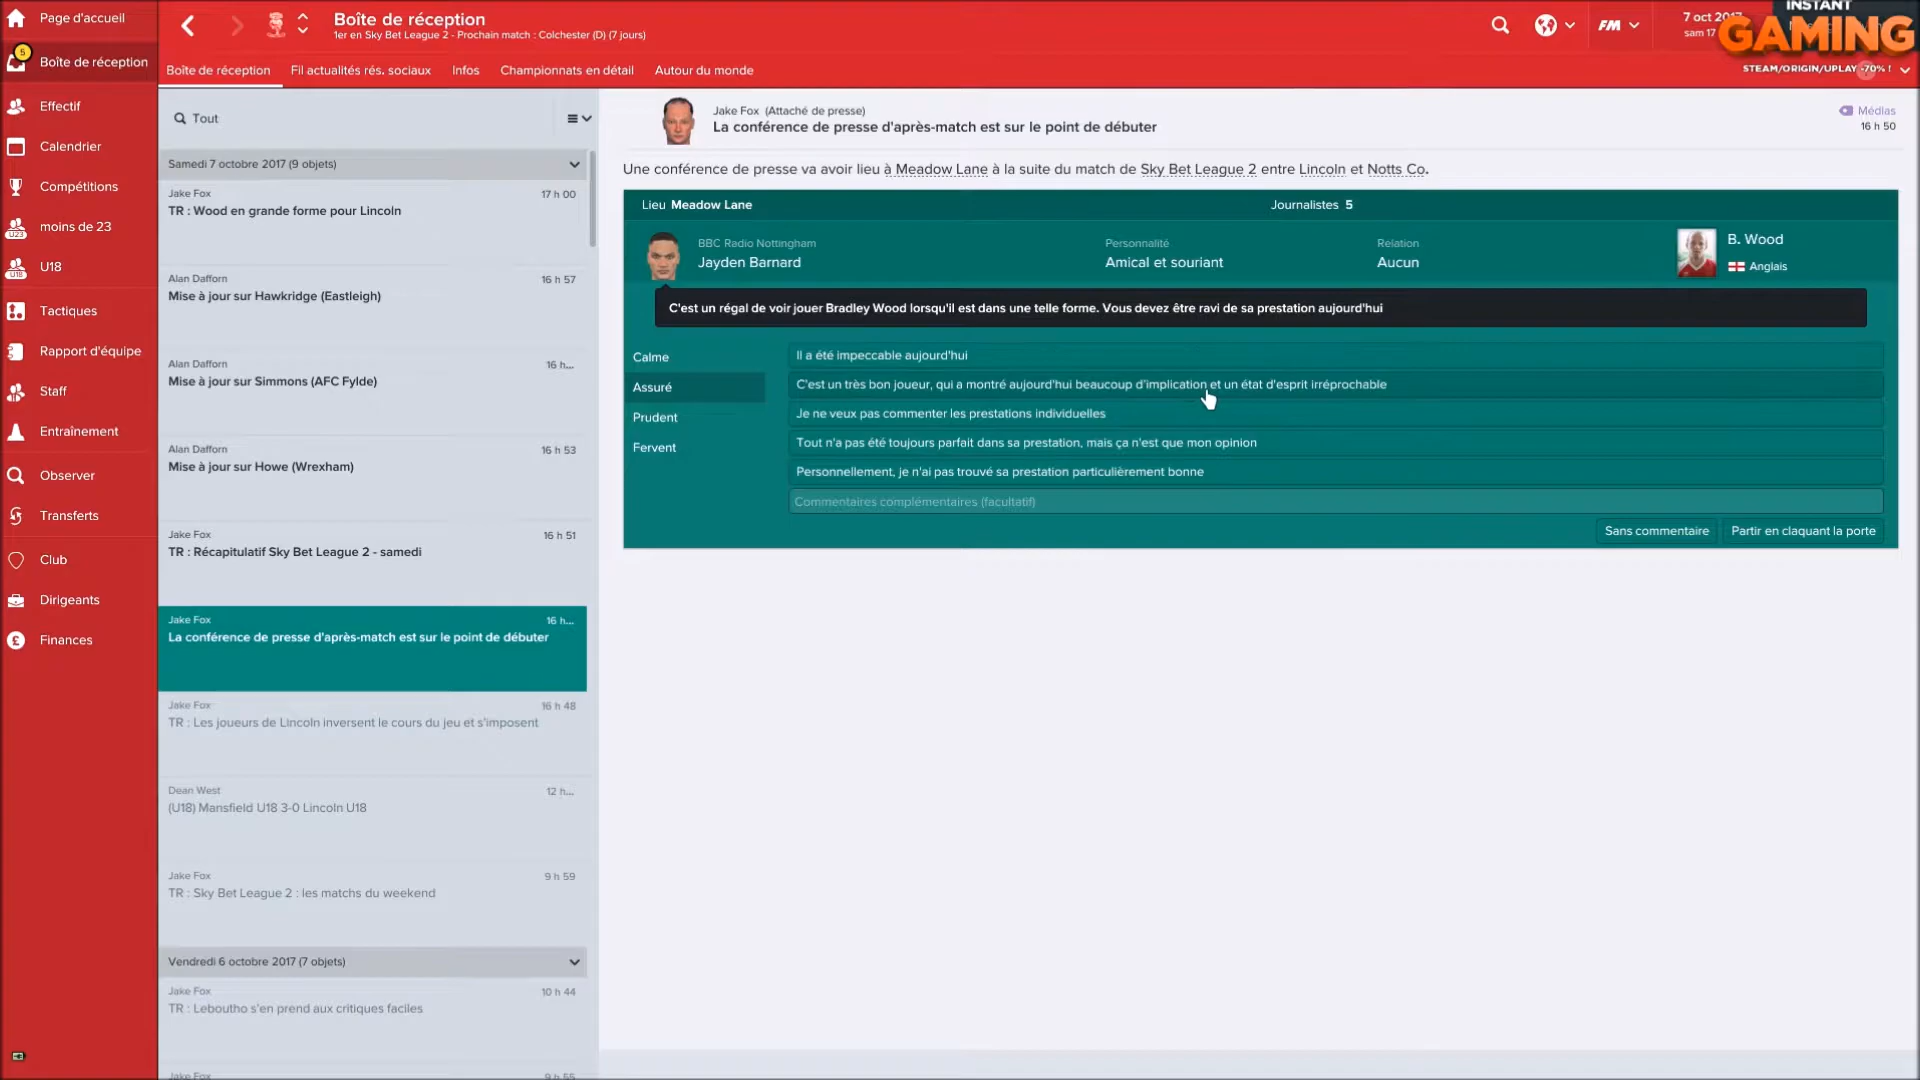 Page d'accueil
5
Boîte de réception
Effectif
Calendrier
Compétitions
U23
moins de 23
U18
U18
Tactiques
Rapport d'équipe
Staff
Entraînement
Observer
Transferts
Club
Dirigeants
Finances
Boîte de réception
1er en Sky Bet League 2 - Prochain match : Colchester (D) (7 jours)
FM
7 oct 2017
sam 17
INSTANT
GAMING
STEAM/ORIGIN/UPLAY -70% !
Boîte de réception Fil actualités rés. sociaux Infos Championnats en détail Autour du monde
Tout
Samedi 7 octobre 2017 (9 objets)
Jake Fox 17 h 00
TR : Wood en grande forme pour Lincoln
Alan Dafforn 16 h 57
Mise à jour sur Hawkridge (Eastleigh)
Alan Dafforn 16 h...
Mise à jour sur Simmons (AFC Fylde)
Alan Dafforn 16 h 53
Mise à jour sur Howe (Wrexham)
Jake Fox 16 h 51
TR : Récapitulatif Sky Bet League 2 - samedi
Jake Fox 16 h...
La conférence de presse d'après-match est sur le point de débuter
Jake Fox 16 h 48
TR : Les joueurs de Lincoln inversent le cours du jeu et s'imposent
Dean West 12 h...
(U18) Mansfield U18 3-0 Lincoln U18
Jake Fox 9 h 59
TR : Sky Bet League 2 : les matchs du weekend
Vendredi 6 octobre 2017 (7 objets)
Jake Fox 10 h 44
TR : Leboutho s'en prend aux critiques faciles
Jake Fox 9 h 55
Jake Fox (Attaché de presse)
La conférence de presse d'après-match est sur le point de débuter
Médias
16 h 50
Une conférence de presse va avoir lieu à Meadow Lane à la suite du match de Sky Bet League 2 entre Lincoln et Notts Co.
Lieu Meadow Lane Journalistes 5
BBC Radio Nottingham Personnalité Relation
Jayden Barnard Amical et souriant Aucun
B. Wood
Anglais
C'est un régal de voir jouer Bradley Wood lorsqu'il est dans une telle forme. Vous devez être ravi de sa prestation aujourd'hui
Calme
Assuré
Prudent
Fervent
Il a été impeccable aujourd'hui
C'est un très bon joueur, qui a montré aujourd'hui beaucoup d'implication et un état d'esprit irréprochable
Je ne veux pas commenter les prestations individuelles
Tout n'a pas été toujours parfait dans sa prestation, mais ça n'est que mon opinion
Personnellement, je n'ai pas trouvé sa prestation particulièrement bonne
Commentaires complémentaires (facultatif)
Sans commentaire Partir en claquant la porte